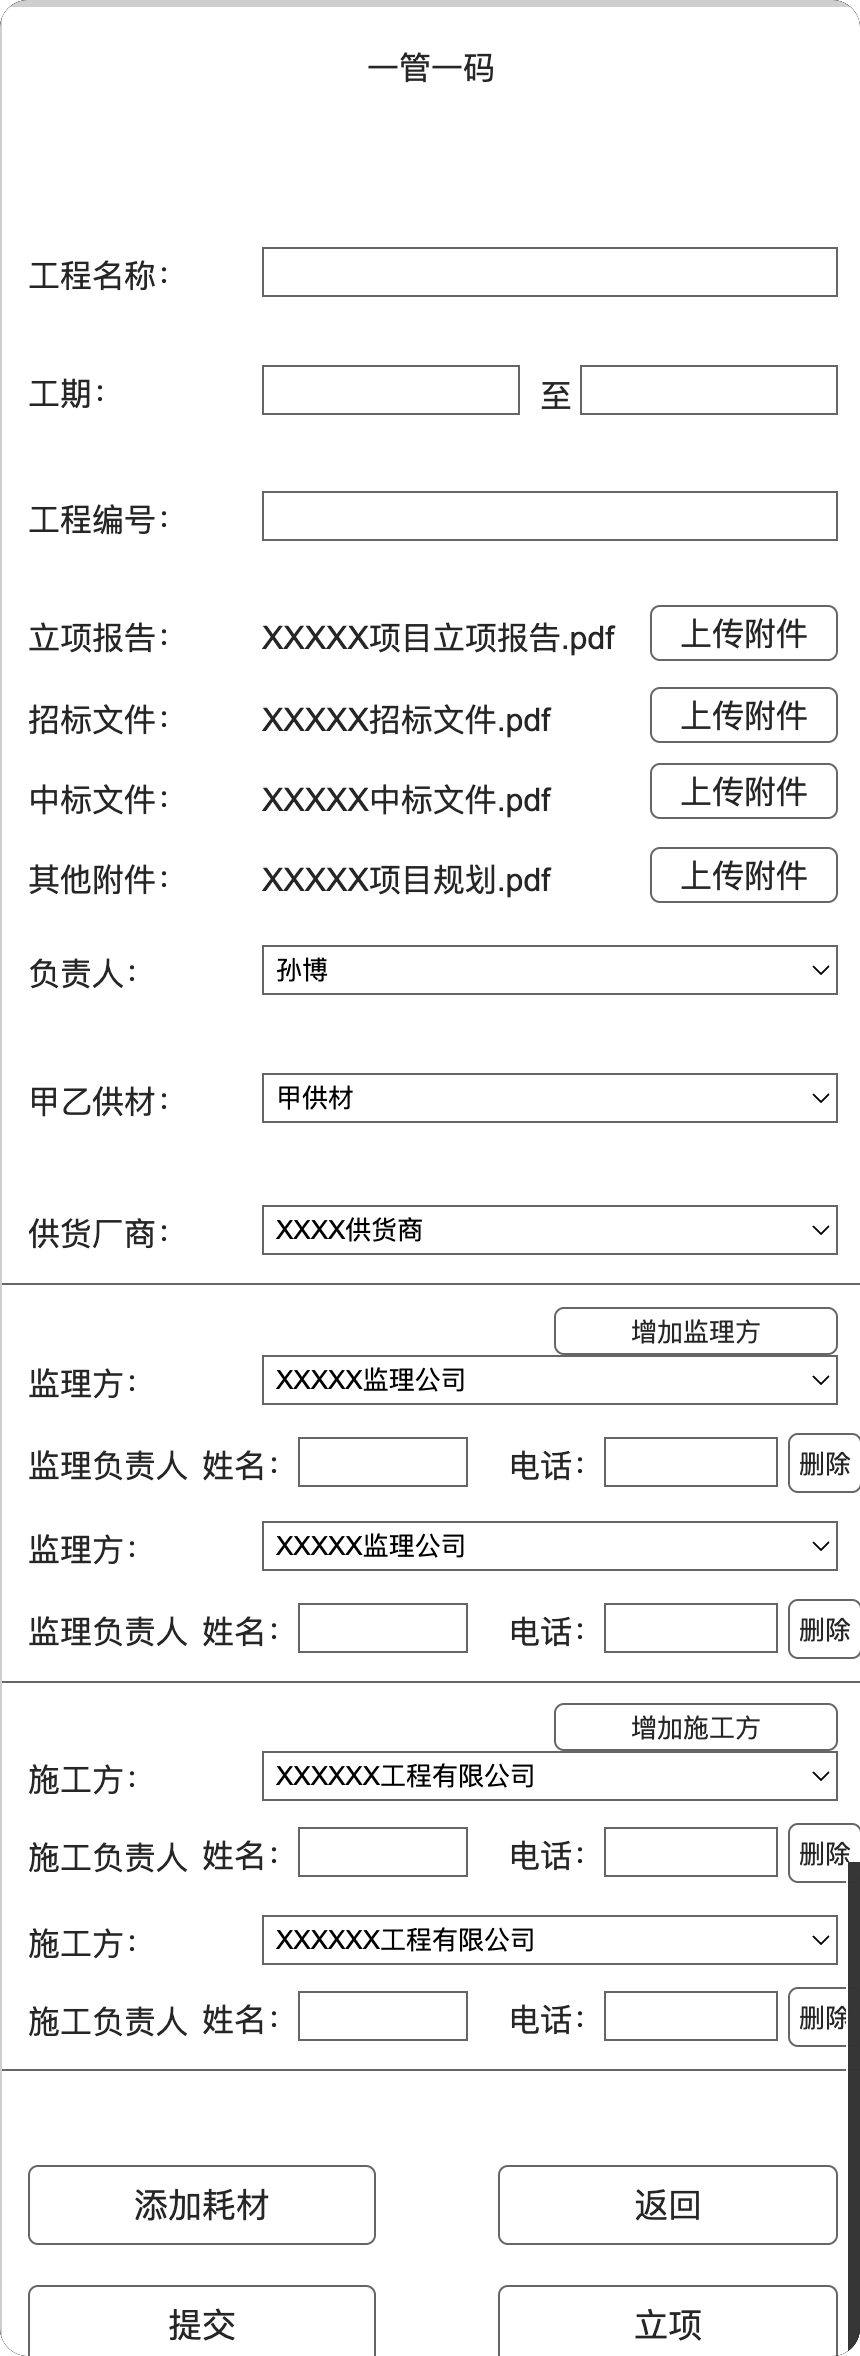 一管一码
工程名称：
工期： 至
工程编号：
立项报告： XXXXX项目立项报告.pdf 上传附件
招标文件： XXXXX招标文件.pdf 上传附件
中标文件： XXXXX中标文件.pdf 上传附件
其他附件： XXXXX项目规划.pdf 上传附件
负责人： 孙博
甲乙供材： 甲供材
供货厂商： XXXX供货商
增加监理方
监理方： XXXXX监理公司
监理负责人 姓名： 电话： 删除
监理方： XXXXX监理公司
监理负责人 姓名： 电话： 删除
增加施工方
施工方： XXXXXX工程有限公司
施工负责人 姓名： 电话： 删除
施工方： XXXXXX工程有限公司
施工负责人 姓名： 电话： 删除
添加耗材 返回
提交 立项